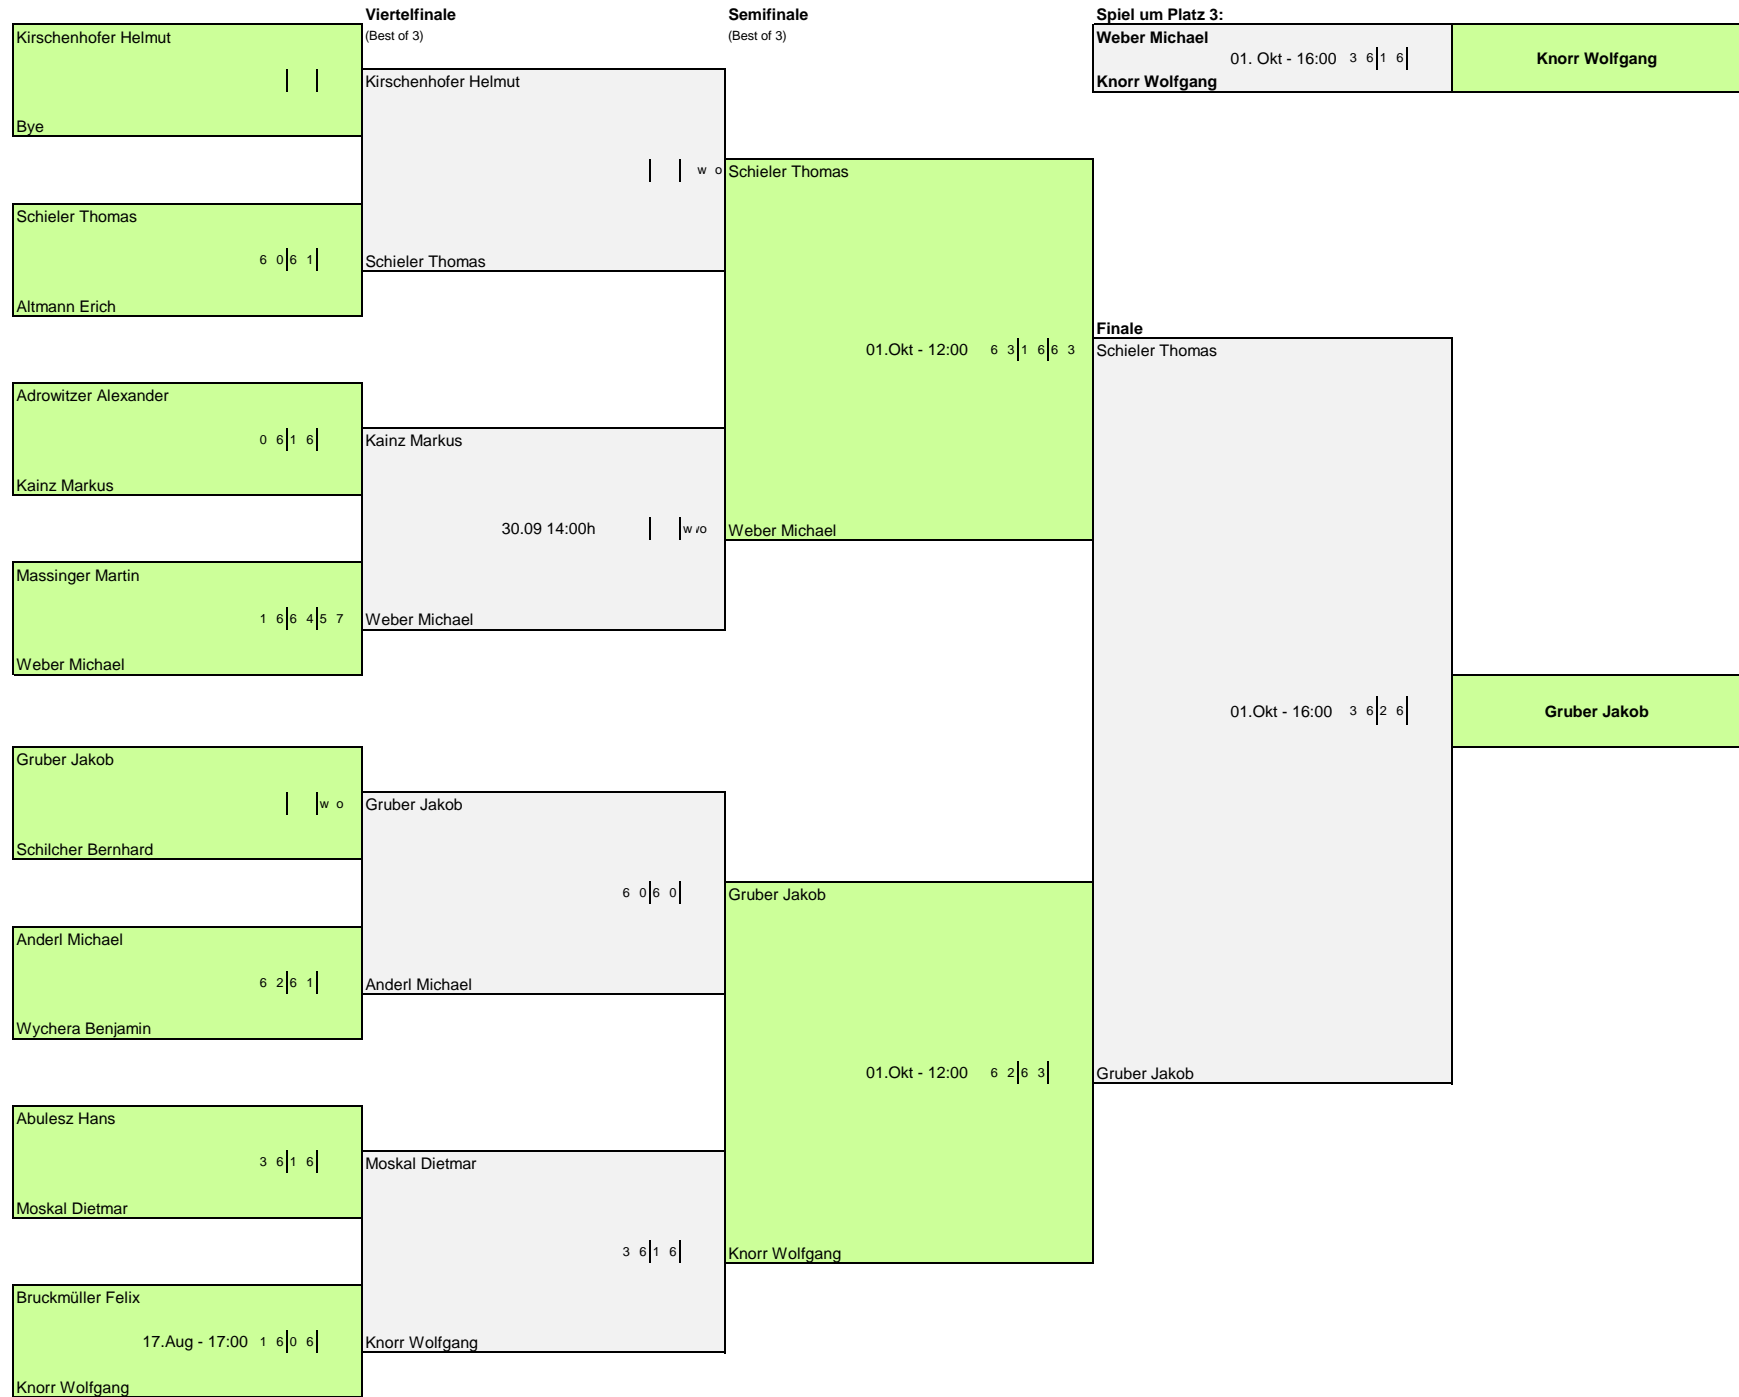 Viertelfinale
Semifinale
Spiel um Platz 3:
Kirschenhofer Helmut
(Best of 3)
(Best of 3)
Weber Michael
01. Okt - 16:00 3 6 1 6
Knorr Wolfgang
Knorr Wolfgang
Kirschenhofer Helmut
Bye
w o
Schieler Thomas
Schieler Thomas
6 0 6 1
Schieler Thomas
Altmann Erich
Finale
01.Okt - 12:00 6 3 1 6 6 3
Schieler Thomas
Adrowitzer Alexander
0 6 1 6
Kainz Markus
Kainz Markus
30.09 14:00h
Weber Michael
Massinger Martin
1 6 6 4 5 7
Weber Michael
Weber Michael
01.Okt - 16:00 3 6 2 6
Gruber Jakob
Gruber Jakob
w o
Gruber Jakob
Schilcher Bernhard
6 0 6 0
Gruber Jakob
Anderl Michael
6 2 6 1
Anderl Michael
Wychera Benjamin
01.Okt - 12:00 6 2 6 3
Gruber Jakob
Abulesz Hans
3 6 1 6
Moskal Dietmar
Moskal Dietmar
3 6 1 6
Knorr Wolfgang
Bruckmüller Felix
17.Aug - 17:00 1 6 0 6
Knorr Wolfgang
Knorr Wolfgang